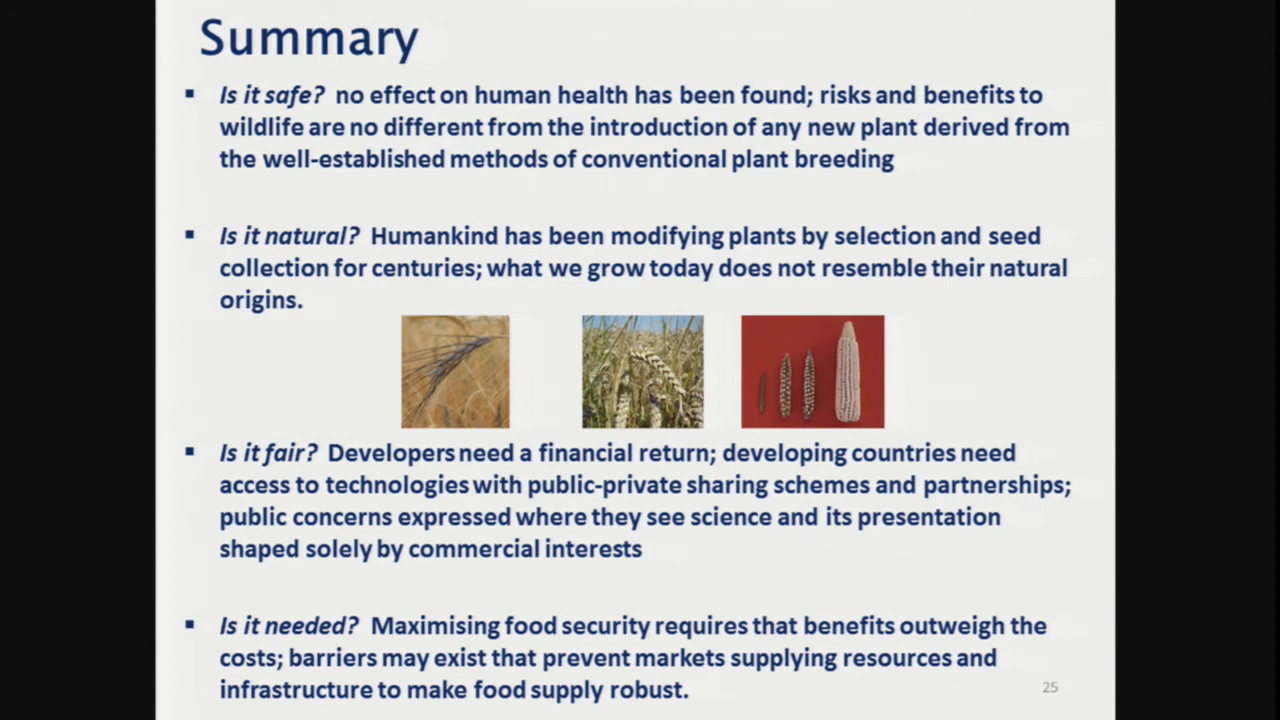 Summary
▪ Is it safe? no effect on human health has been found; risks and benefits to
wildlife are no different from the introduction of any new plant derived from
the well-established methods of conventional plant breeding
▪ Is it natural? Humankind has been modifying plants by selection and seed
collection for centuries; what we grow today does not resemble their natural
origins.
▪ Is it fair? Developers need a financial return; developing countries need
access to technologies with public-private sharing schemes and partnerships;
public concerns expressed where they see science and its presentation
shaped solely by commercial interests
▪ Is it needed? Maximising food security requires that benefits outweigh the
costs; barriers may exist that prevent markets supplying resources and
infrastructure to make food supply robust.
25